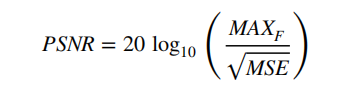 PSNR = 20 log₁₀ ( MAX_F / √MSE )